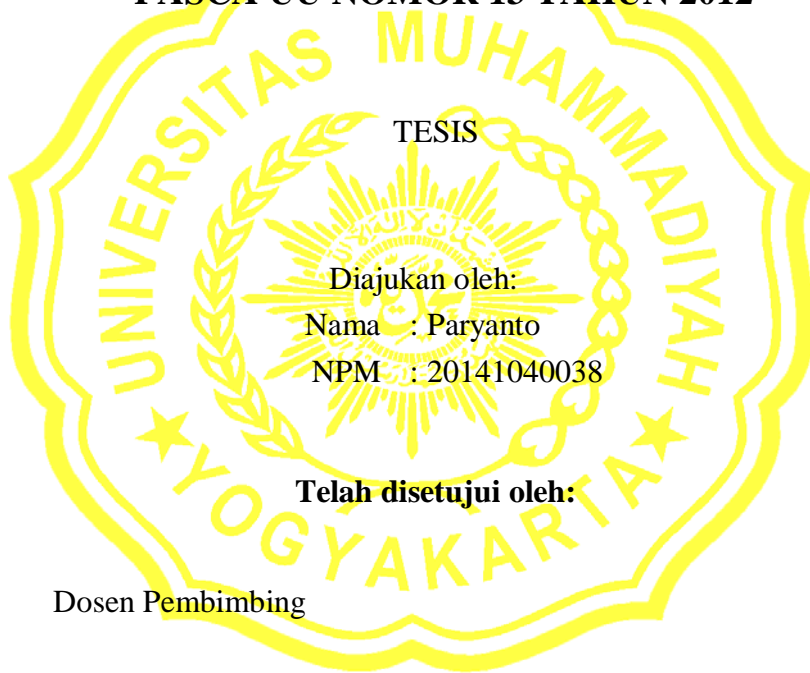 PASCA UU NOMOR 13 TAHUN 2012
UNIVERSITAS MUHAMMADIYAH
TESIS
Diajukan oleh:
Nama : Paryanto
NPM : 20141040038
Telah disetujui oleh:
★YOGYAKARTA★
Dosen Pembimbing